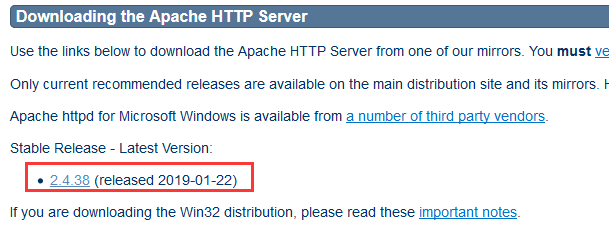 Downloading the Apache HTTP Server
Use the links below to download the Apache HTTP Server from one of our mirrors. You must ve
Only current recommended releases are available on the main distribution site and its mirrors. H
Apache httpd for Microsoft Windows is available from a number of third party vendors.
Stable Release - Latest Version:
• 2.4.38 (released 2019-01-22)
If you are downloading the Win32 distribution, please read these important notes.